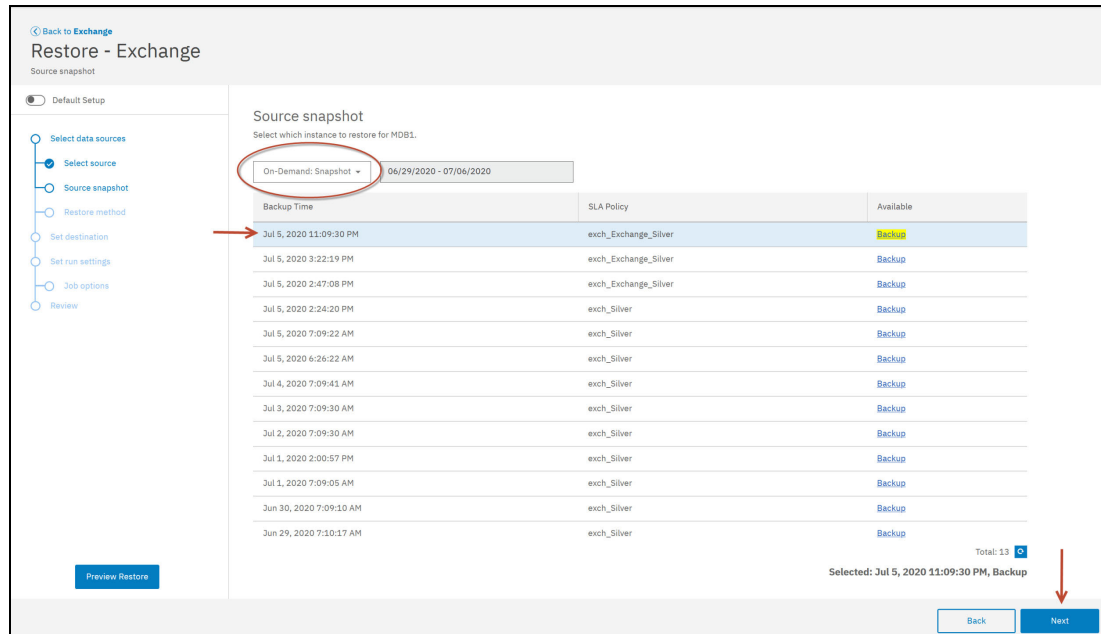 Back to Exchange
Restore - Exchange
Source snapshot
Default Setup
Select data sources
Select source
Source snapshot
Restore method
Set destination
Set run settings
Job options
Review
Preview Restore
Source snapshot
Select which instance to restore for MDB1.
On-Demand: Snapshot 06/29/2020 - 07/06/2020
Backup Time SLA Policy Available
Jul 5, 2020 11:09:30 PM exch_Exchange_Silver Backup
Jul 5, 2020 3:22:19 PM exch_Exchange_Silver Backup
Jul 5, 2020 2:47:08 PM exch_Exchange_Silver Backup
Jul 5, 2020 2:24:20 PM exch_Silver Backup
Jul 5, 2020 7:09:22 AM exch_Silver Backup
Jul 5, 2020 6:26:22 AM exch_Silver Backup
Jul 4, 2020 7:09:41 AM exch_Silver Backup
Jul 3, 2020 7:09:30 AM exch_Silver Backup
Jul 2, 2020 7:09:30 AM exch_Silver Backup
Jul 1, 2020 2:00:57 PM exch_Silver Backup
Jul 1, 2020 7:09:05 AM exch_Silver Backup
Jun 30, 2020 7:09:10 AM exch_Silver Backup
Jun 29, 2020 7:10:17 AM exch_Silver Backup
Total: 13
Selected: Jul 5, 2020 11:09:30 PM, Backup
Back Next